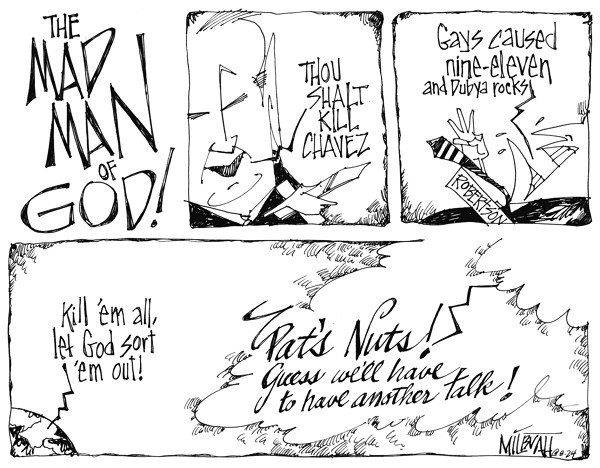 THE
MAD
MAN
OF
GOD!
THOU
SHALT
KILL
CHAVEZ
Gays caused
nine-eleven
and Dubya rocks!
ROBERTSON
Kill 'em all,
let God sort
'em out!
Pat's Nuts!
Guess we'll have
to have another talk!